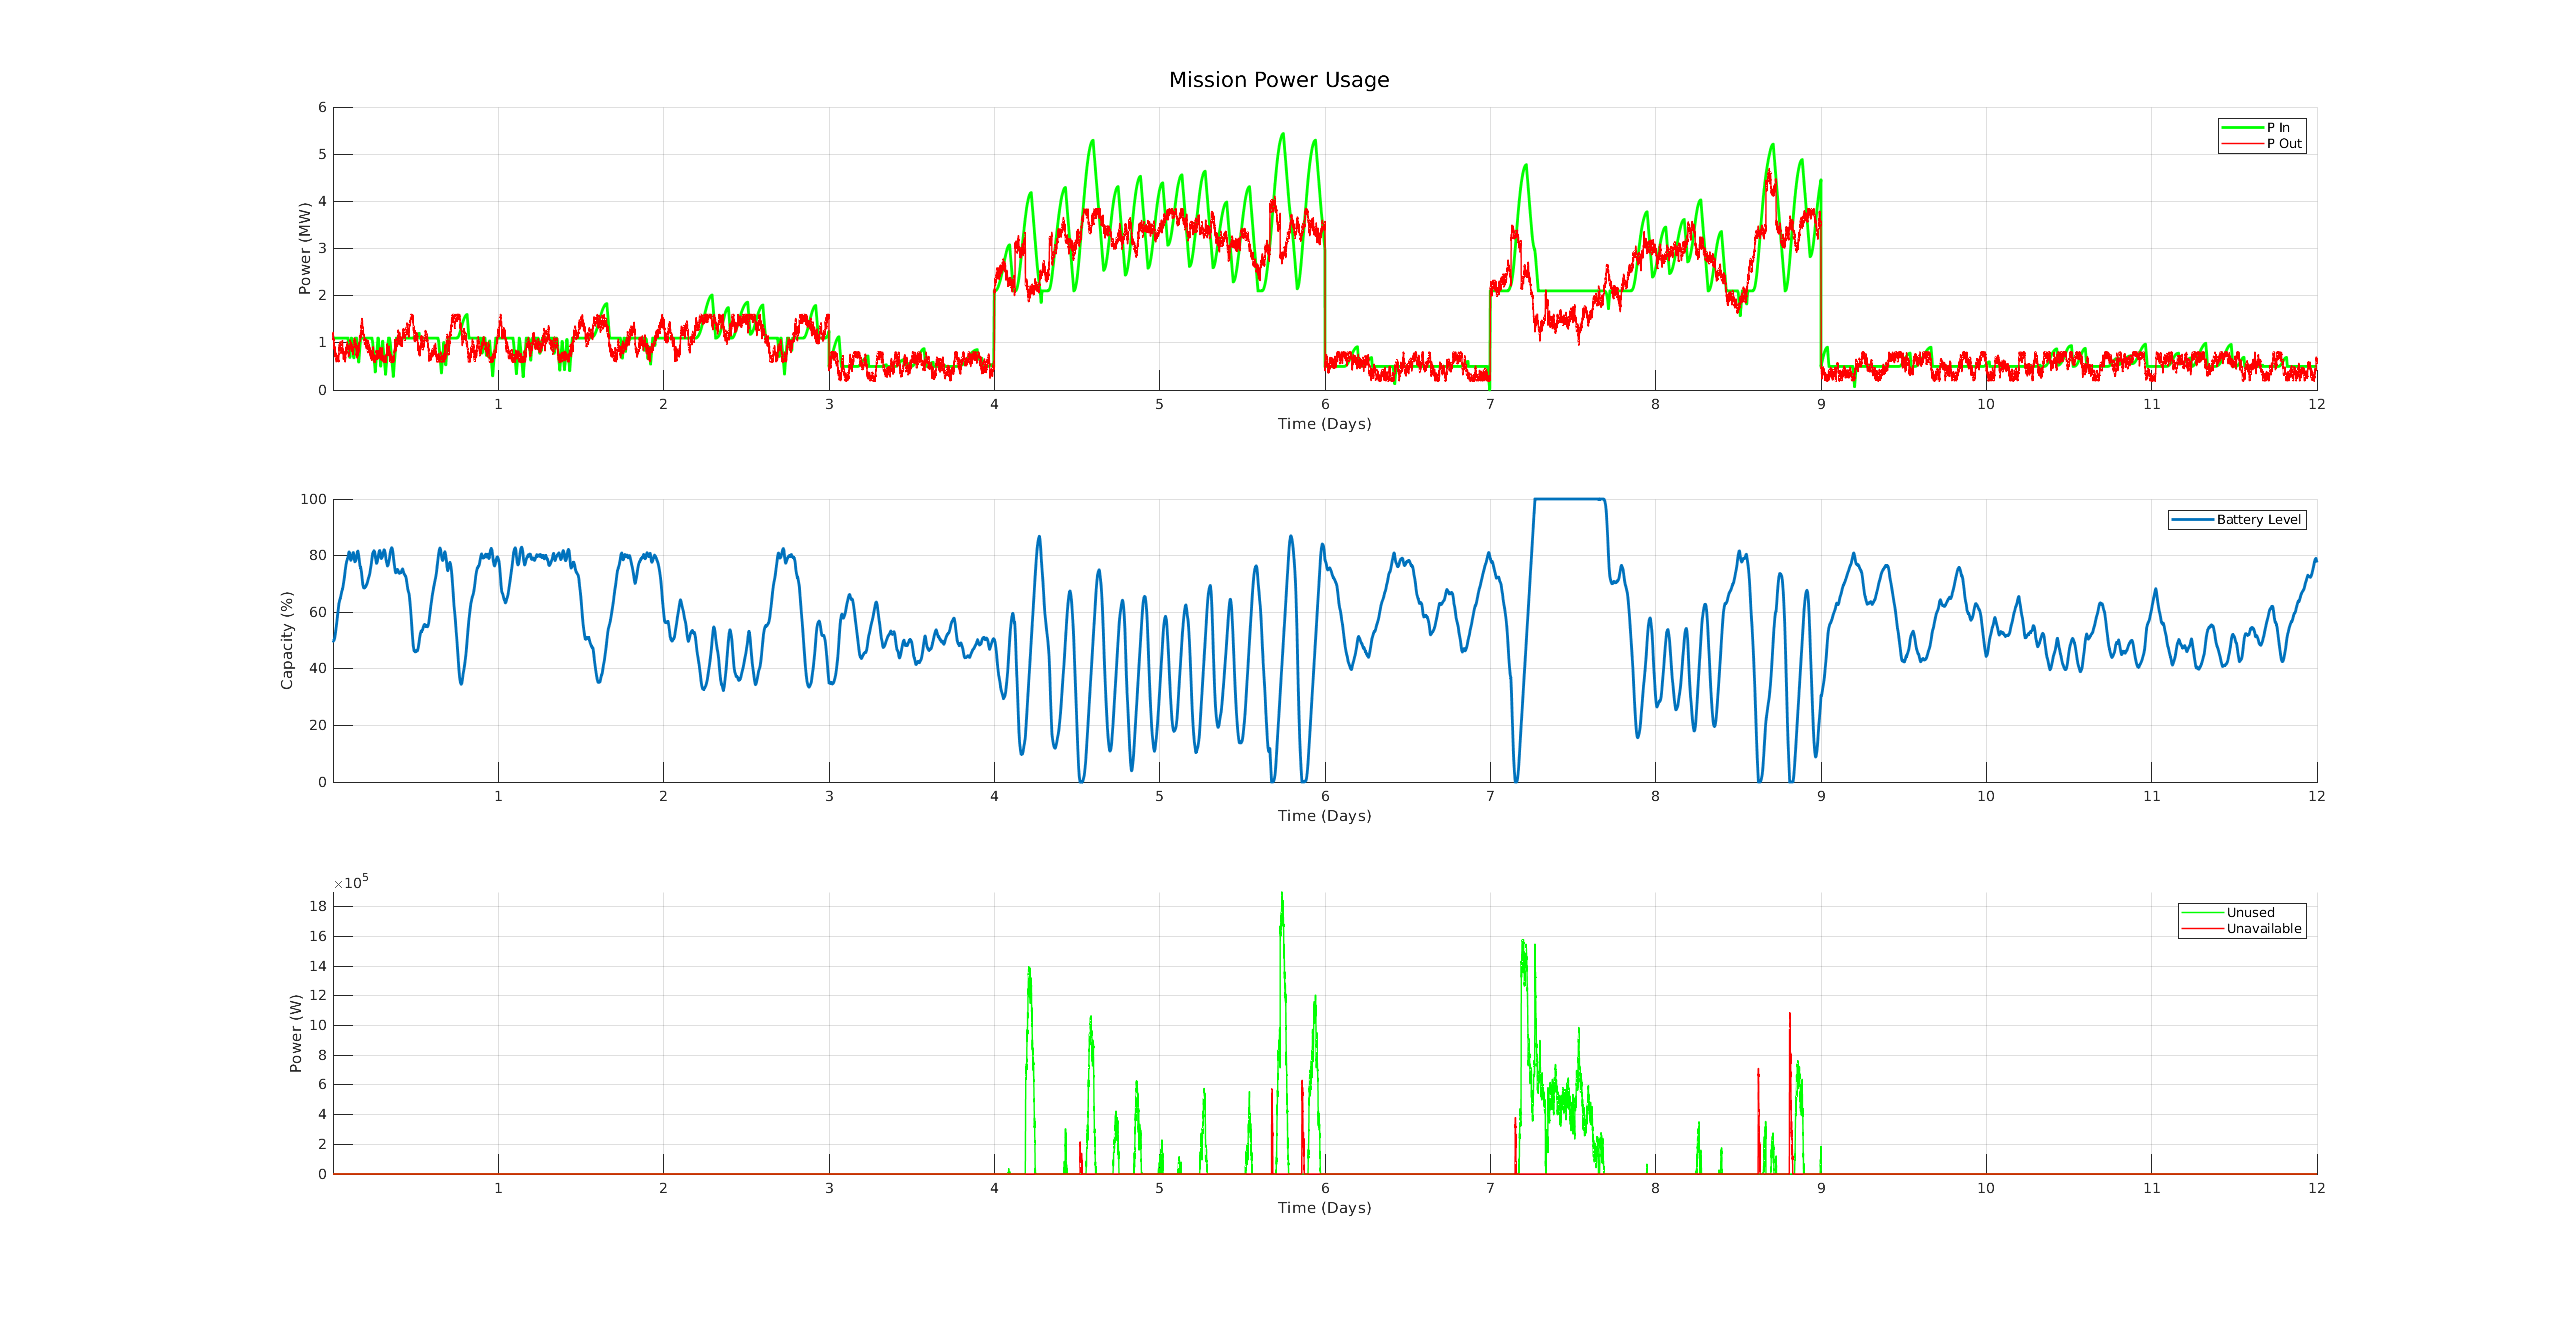 Mission Power Usage
6
5
4
3
2
1
0
Power (MW)
P In
P Out
1 2 3 4 5 6 7 8 9 10 11 12
Time (Days)
100
80
60
40
20
0
Capacity (%)
Battery Level
1 2 3 4 5 6 7 8 9 10 11 12
Time (Days)
×10⁵
18
16
14
12
10
8
6
4
2
0
Power (W)
Unused
Unavailable
1 2 3 4 5 6 7 8 9 10 11 12
Time (Days)